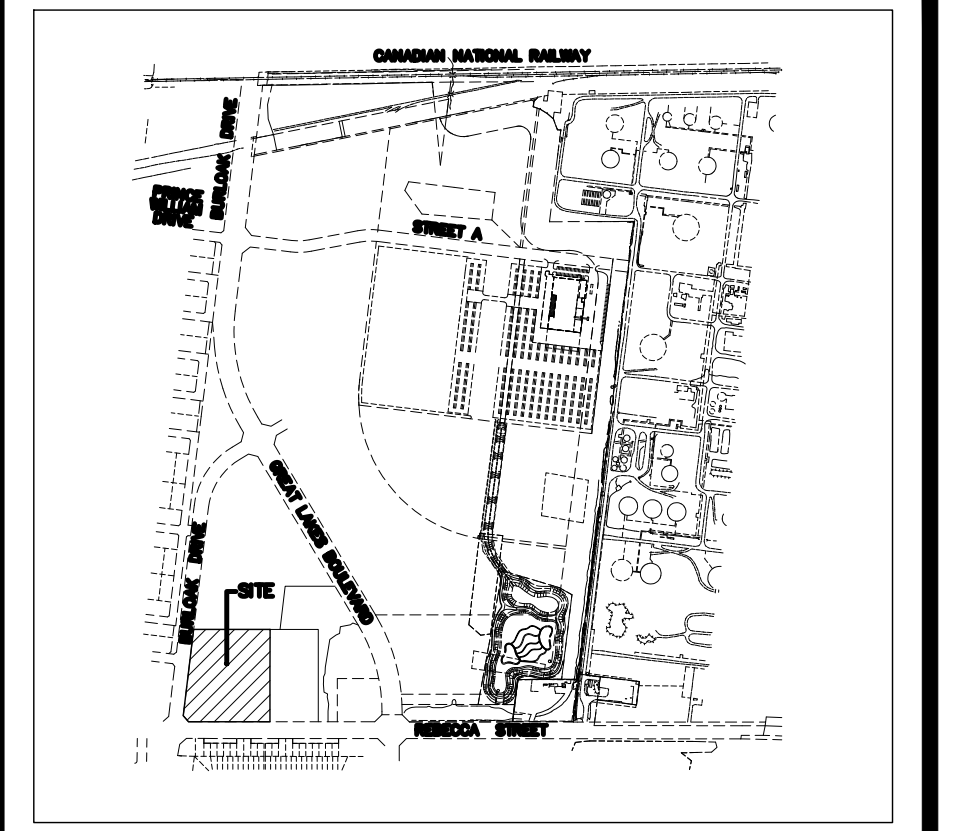 CANADIAN NATIONAL RAILWAY
BURLOAK DRIVE
PRINCE
WILLIAM
DRIVE
STREET A
GREAT LAKES BOULEVARD
BURLOAK DRIVE
SITE
REBECCA STREET